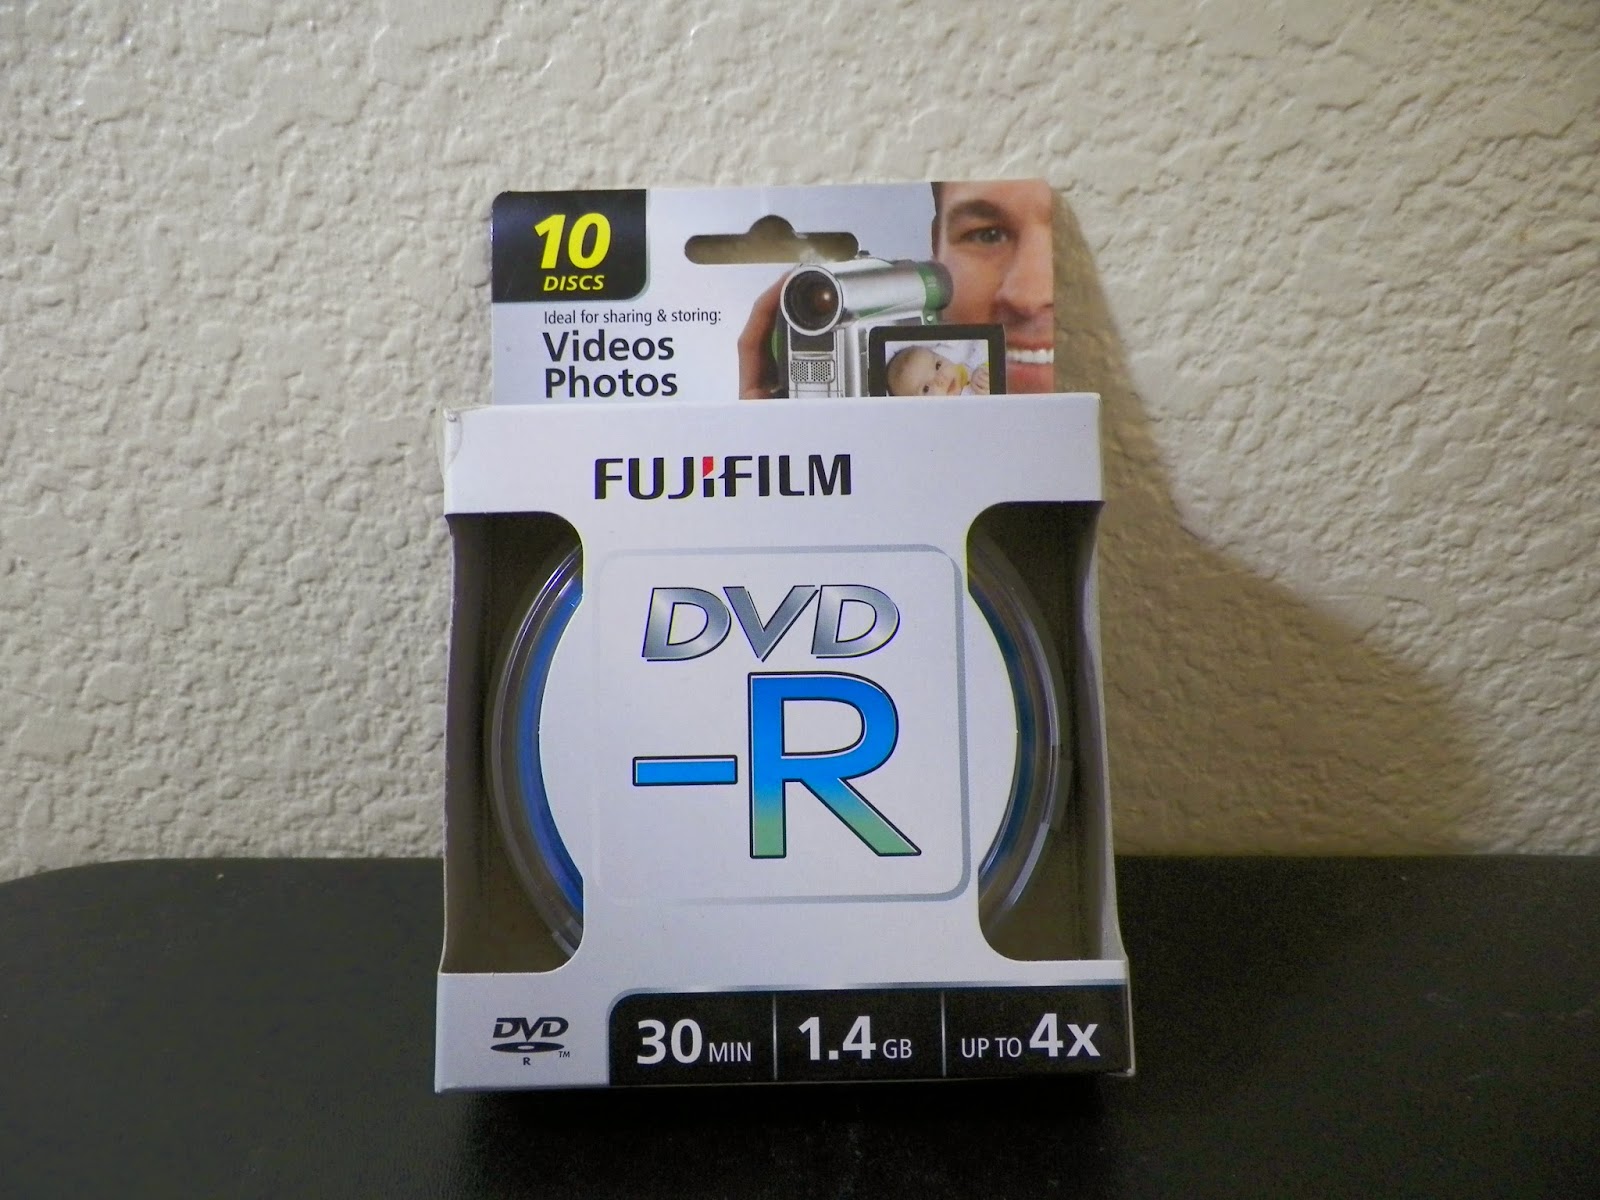 10
DISCS
Ideal for sharing & storing:
Videos
Photos
FUJIFILM
DVD
-R
DVD
R
TM
30 MIN
1.4 GB
UP TO 4x